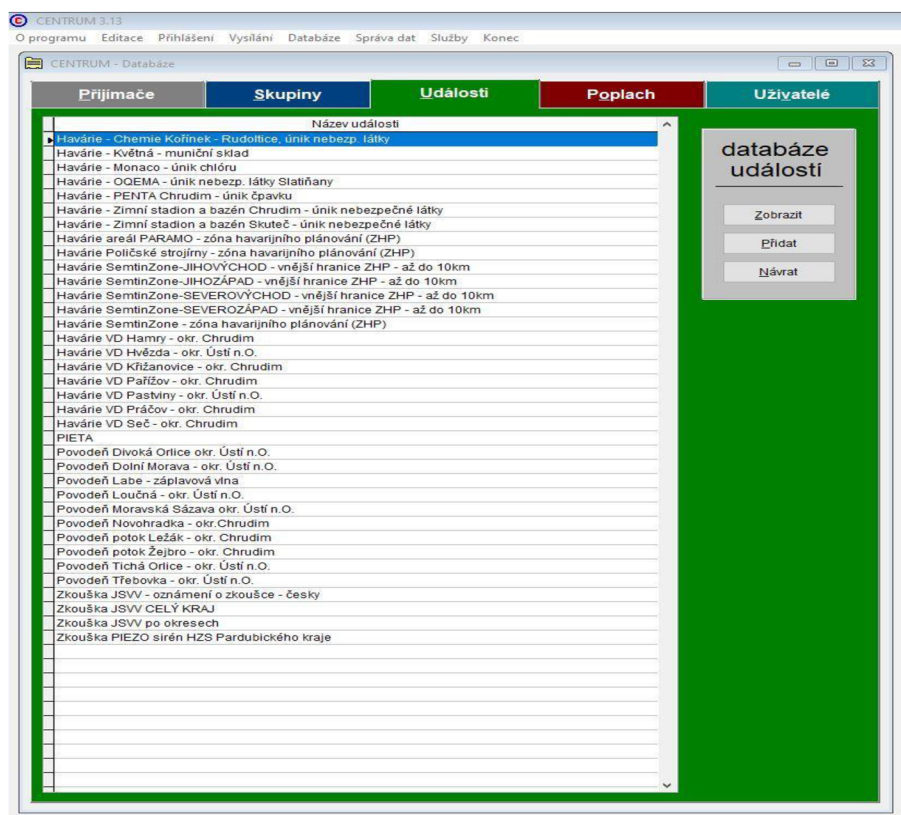 CENTRUM 3.13
O programu Editace Přihlášení Vysílání Databáze Správa dat Služby Konec
CENTRUM - Databáze
Přijímače Skupiny Události Poplach Uživatelé
Název události
Havárie - Chemie Kořínek - Rudoltice, únik nebezp. látky
Havárie - Květná - muniční sklad
Havárie - Monaco - únik chlóru
Havárie - OQEMA - únik nebezp. látky Slatiňany
Havárie - PENTA Chrudim - únik čpavku
Havárie - Zimní stadion a bazén Chrudim - únik nebezpečné látky
Havárie - Zimní stadion a bazén Skuteč - únik nebezpečné látky
Havárie areál PARAMO - zóna havarijního plánování (ZHP)
Havárie Poličské strojírny - zóna havarijního plánování (ZHP)
Havárie SemtinZone-JIHOVÝCHOD - vnější hranice ZHP - až do 10km
Havárie SemtinZone-JIHOZÁPAD - vnější hranice ZHP - až do 10km
Havárie SemtinZone-SEVEROVÝCHOD - vnější hranice ZHP - až do 10km
Havárie SemtinZone-SEVEROZÁPAD - vnější hranice ZHP - až do 10km
Havárie SemtinZone - zóna havarijního plánování (ZHP)
Havárie VD Hamry - okr. Chrudim
Havárie VD Hvězda - okr. Ústí n.O.
Havárie VD Křižanovice - okr. Chrudim
Havárie VD Pařížov - okr. Chrudim
Havárie VD Pastviny - okr. Ústí n.O.
Havárie VD Práčov - okr. Chrudim
Havárie VD Seč - okr. Chrudim
PIETA
Povodeň Divoká Orlice okr. Ústí n.O.
Povodeň Dolní Morava - okr. Ústí n.O.
Povodeň Labe - záplavová vlna
Povodeň Loučná - okr. Ústí n.O.
Povodeň Moravská Sázava okr. Ústí n.O.
Povodeň Novohradka - okr.Chrudim
Povodeň potok Ležák - okr. Chrudim
Povodeň potok Žejbro - okr. Chrudim
Povodeň Tichá Orlice - okr. Ústí n.O.
Povodeň Třebovka - okr. Ústí n.O.
Zkouška JSVV - oznámení o zkoušce - česky
Zkouška JSVV CELÝ KRAJ
Zkouška JSVV po okresech
Zkouška PIEZO sirén HZS Pardubického kraje
databáze
událostí
Zobrazit
Přidat
Návrat